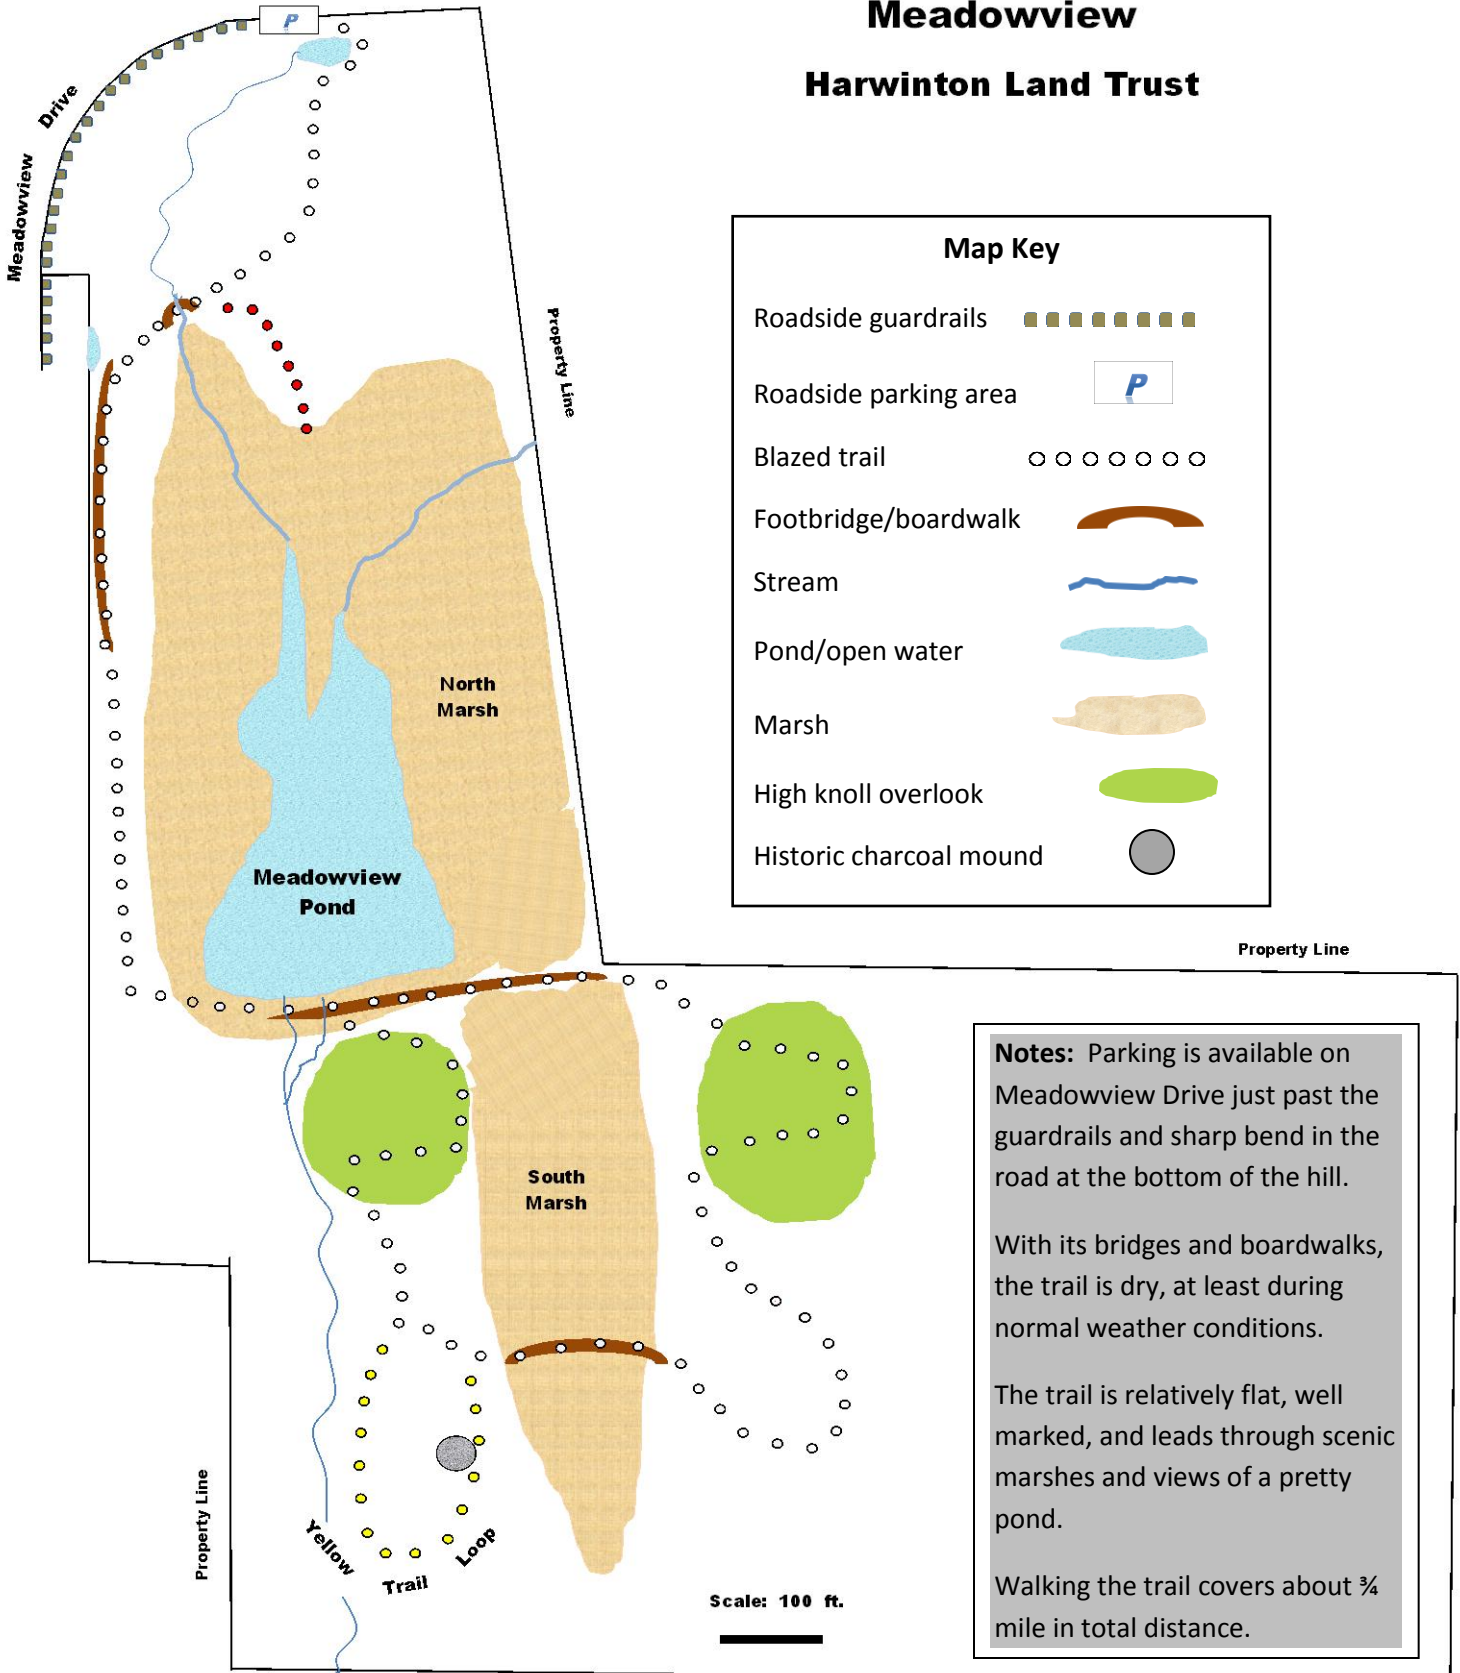 Meadowview
Harwinton Land Trust
P
Meadowview Drive
Property Line
Map Key
Roadside guardrails
Roadside parking area
P
Blazed trail
Footbridge/boardwalk
Stream
Pond/open water
Marsh
High knoll overlook
Historic charcoal mound
North
Marsh
Meadowview
Pond
Property Line
South
Marsh
Notes: Parking is available on
Meadowview Drive just past the
guardrails and sharp bend in the
road at the bottom of the hill.
With its bridges and boardwalks,
the trail is dry, at least during
normal weather conditions.
The trail is relatively flat, well
marked, and leads through scenic
marshes and views of a pretty
pond.
Walking the trail covers about ¾
mile in total distance.
Property Line
Yellow Trail Loop
Scale: 100 ft.